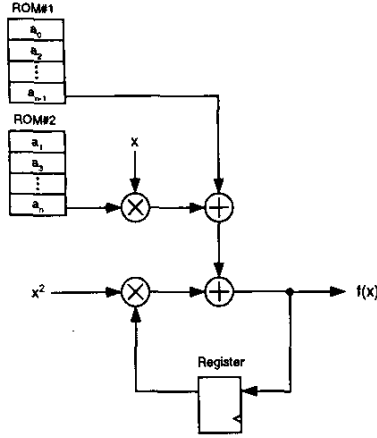 ROM#1
a₀
a₂
⋮
aₙ₋₁
ROM#2
a₁
a₃
⋮
aₙ
x
x²
f(x)
Register